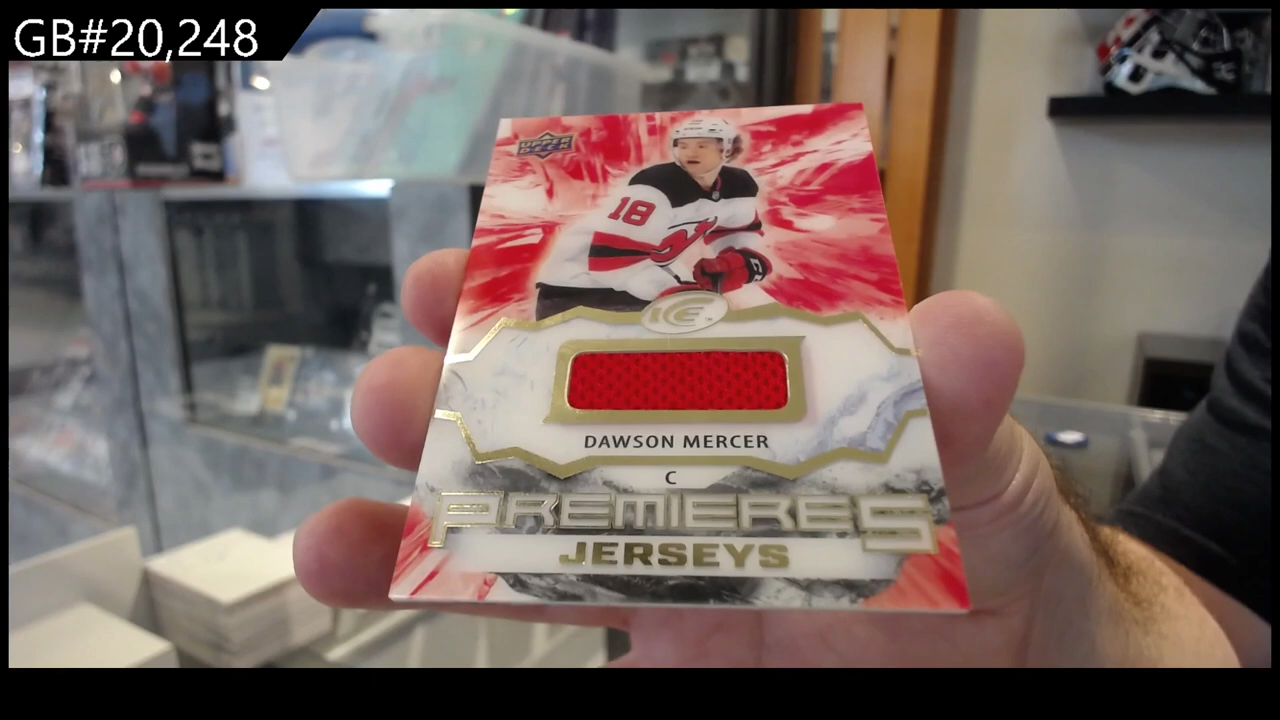 GB#20,248
UPPER
DECK
18
ICE
DAWSON MERCER
C
PREMIERES
JERSEYS